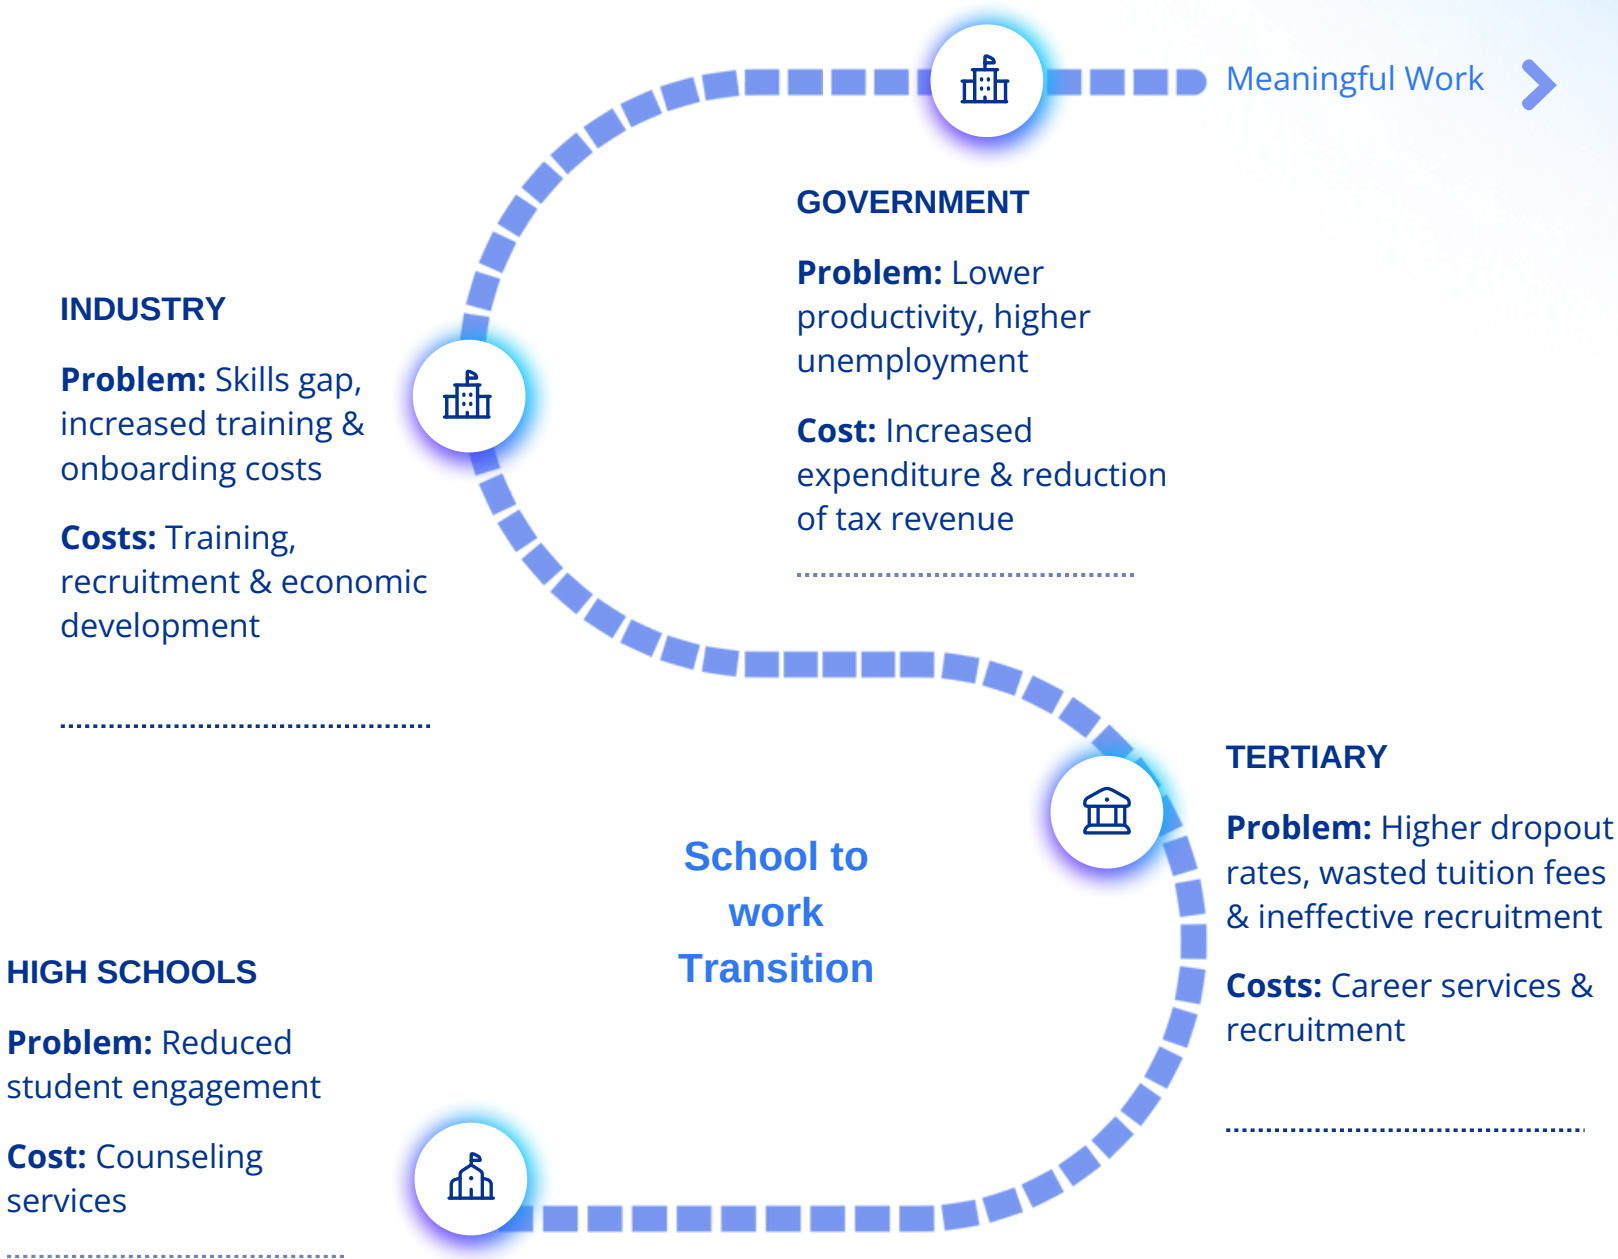 Meaningful Work
GOVERNMENT
Problem: Lower
productivity, higher
unemployment
Cost: Increased
expenditure & reduction
of tax revenue
INDUSTRY
Problem: Skills gap,
increased training &
onboarding costs
Costs: Training,
recruitment & economic
development
TERTIARY
Problem: Higher dropout
rates, wasted tuition fees
& ineffective recruitment
Costs: Career services &
recruitment
School to
work
Transition
HIGH SCHOOLS
Problem: Reduced
student engagement
Cost: Counseling
services